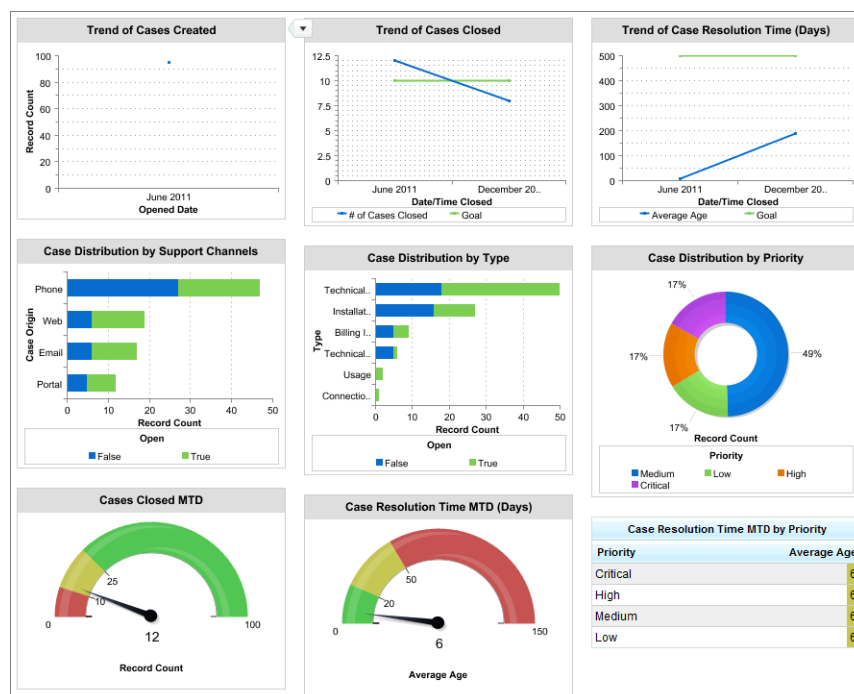 Trend of Cases Created
Record Count
100
80
60
40
20
0
June 2011
Opened Date
Trend of Cases Closed
12.5
10
7.5
5
2.5
0
June 2011
December 20..
Date/Time Closed
# of Cases Closed
Goal
Trend of Case Resolution Time (Days)
500
400
300
200
100
0
June 2011
December 20..
Date/Time Closed
Average Age
Goal
Case Distribution by Support Channels
Case Origin
Phone
Web
Email
Portal
0 10 20 30 40 50
Record Count
Open
False
True
Case Distribution by Type
Type
Technical..
Installat..
Billing I..
Technical..
Usage
Connectio..
0 10 20 30 40 50
Record Count
Open
False
True
Case Distribution by Priority
17%
49%
17%
17%
Record Count
Priority
Medium
Low
High
Critical
Cases Closed MTD
0
10
25
100
12
Record Count
Case Resolution Time MTD (Days)
0
20
50
150
6
Average Age
Case Resolution Time MTD by Priority
Priority Average Age
Critical 6
High 6
Medium 6
Low 6